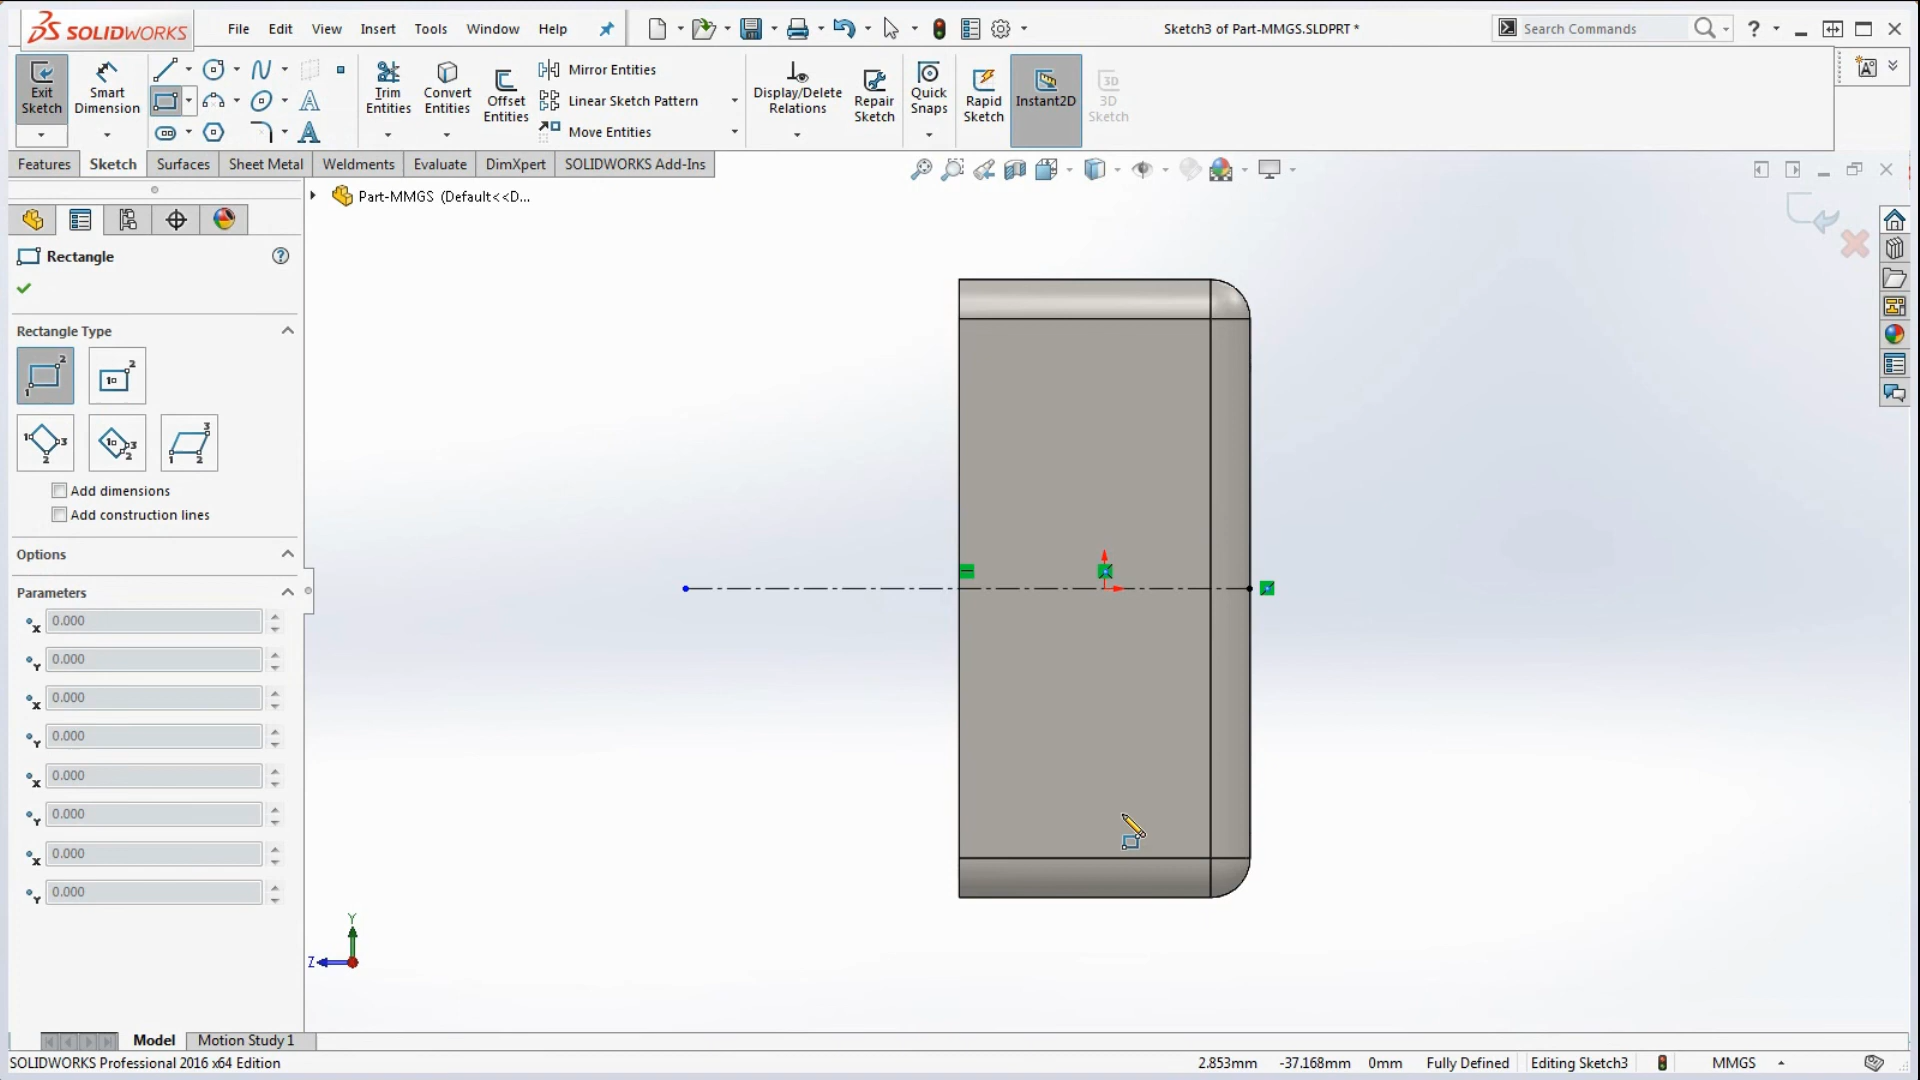 SOLIDWORKS
File Edit View Insert Tools Window Help
Sketch3 of Part-MMGS.SLDPRT *
Search Commands
?
Exit Sketch
Smart Dimension
Trim Entities
Convert Entities
Offset Entities
Mirror Entities
Linear Sketch Pattern
Move Entities
Display/Delete Relations
Repair Sketch
Quick Snaps
Rapid Sketch
Instant2D
3D Sketch
Features Sketch Surfaces Sheet Metal Weldments Evaluate DimXpert SOLIDWORKS Add-Ins
Part-MMGS (Default<<D...
Rectangle
Rectangle Type
Add dimensions
Add construction lines
Options
Parameters
X 0.000
Y 0.000
X 0.000
Y 0.000
X 0.000
Y 0.000
X 0.000
Y 0.000
Y
Z
Model Motion Study 1
SOLIDWORKS Professional 2016 x64 Edition
2.853mm -37.168mm 0mm Fully Defined Editing Sketch3 MMGS